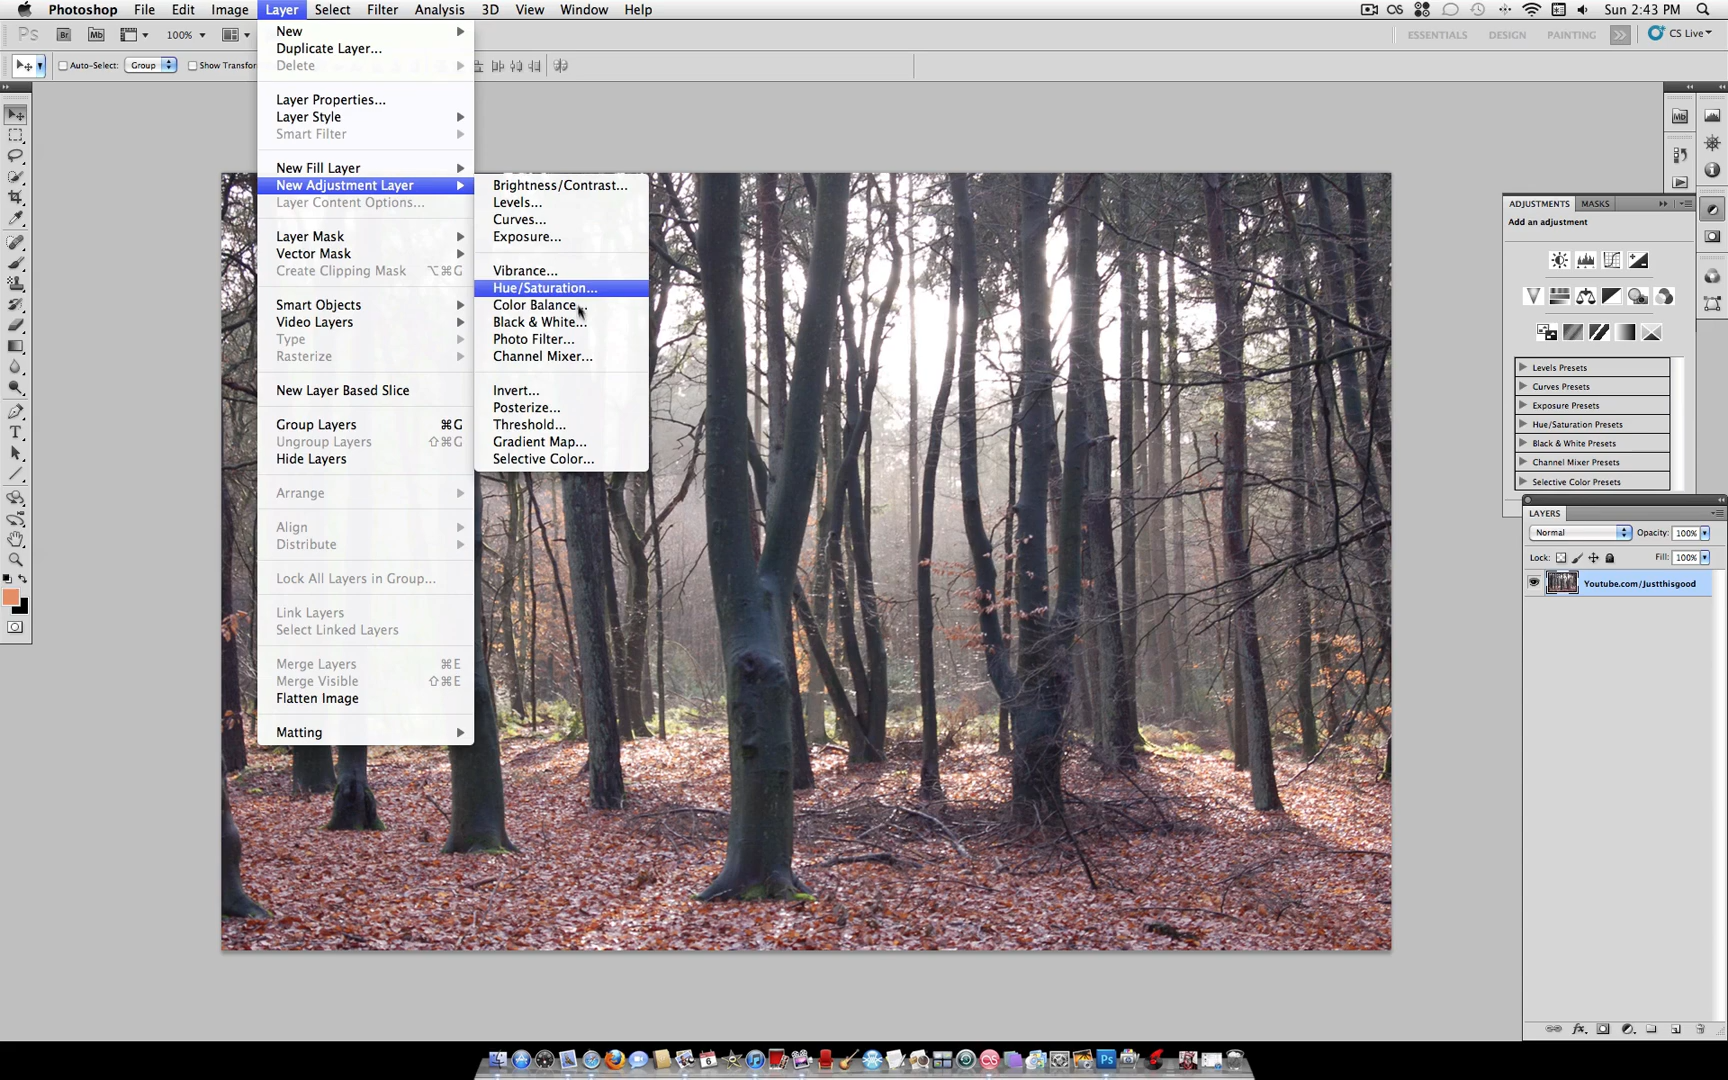 Photoshop File Edit Image Layer Select Filter Analysis 3D View Window Help Sun 2:43 PM
Ps Br Mb 100% ESSENTIALS DESIGN PAINTING CS Live
Auto-Select: Group Show Transfor
New
Duplicate Layer...
Delete
Layer Properties...
Layer Style
Smart Filter
New Fill Layer
New Adjustment Layer
Layer Content Options...
Layer Mask
Vector Mask
Create Clipping Mask ⌥⌘G
Smart Objects
Video Layers
Type
Rasterize
New Layer Based Slice
Group Layers ⌘G
Ungroup Layers ⇧⌘G
Hide Layers
Arrange
Align
Distribute
Lock All Layers in Group...
Link Layers
Select Linked Layers
Merge Layers ⌘E
Merge Visible ⇧⌘E
Flatten Image
Matting
Brightness/Contrast...
Levels...
Curves...
Exposure...
Vibrance...
Hue/Saturation...
Color Balance...
Black & White...
Photo Filter...
Channel Mixer...
Invert...
Posterize...
Threshold...
Gradient Map...
Selective Color...
Mb
ADJUSTMENTS MASKS
Add an adjustment
Levels Presets
Curves Presets
Exposure Presets
Hue/Saturation Presets
Black & White Presets
Channel Mixer Presets
Selective Color Presets
LAYERS
Normal Opacity: 100%
Lock: Fill: 100%
Youtube.com/Justthisgood
Ps